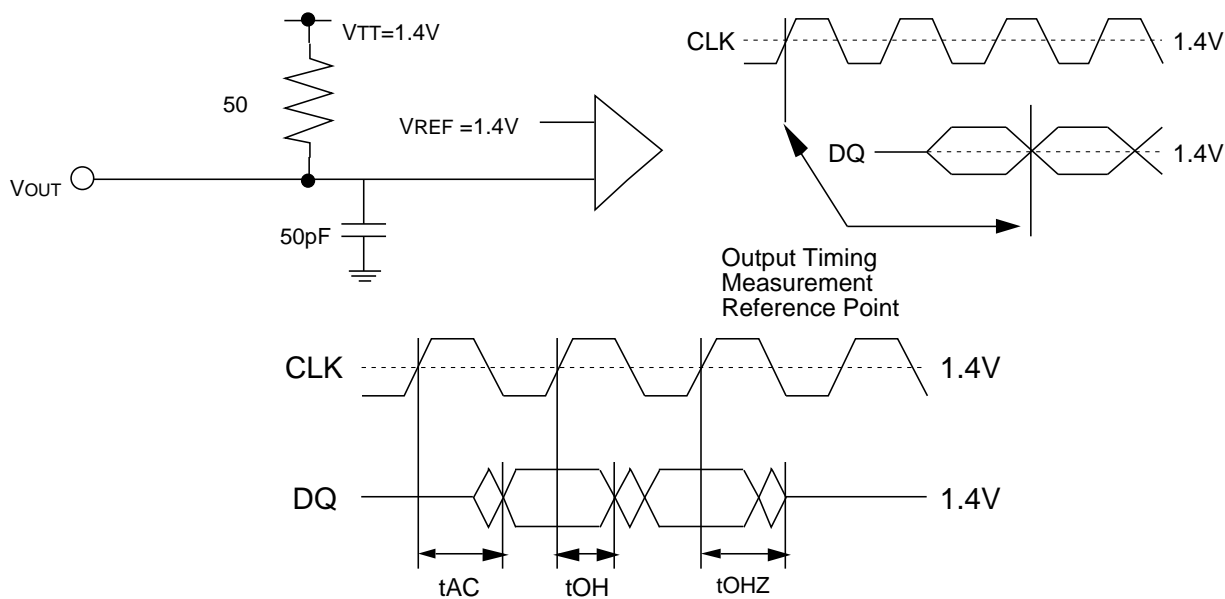 VTT=1.4V
50
VREF =1.4V
VOUT
50pF
CLK
1.4V
DQ
1.4V
Output Timing
Measurement
Reference Point
CLK
1.4V
DQ
1.4V
tAC
tOH
tOHZ